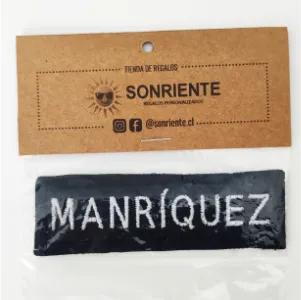 TIENDA DE REGALOS
SONRIENTE
REGALOS PERSONALIZADOS
@sonriente.cl
MANRÍQUEZ